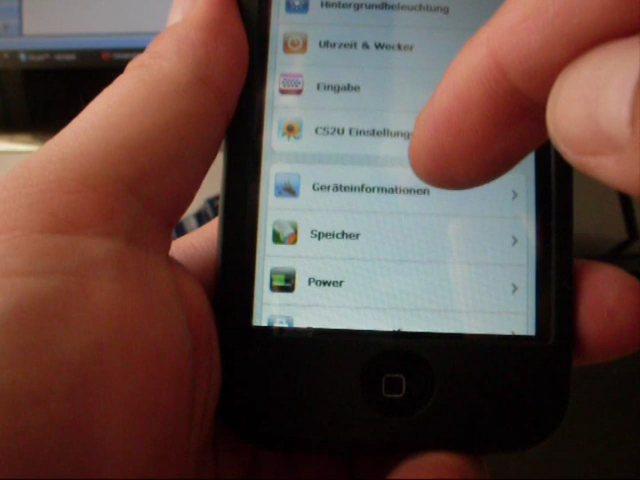 Hintergrundbeleuchtung
Uhrzeit & Wecker
Eingabe
CS2U Einstellung
Geräteinformationen
Speicher
Power